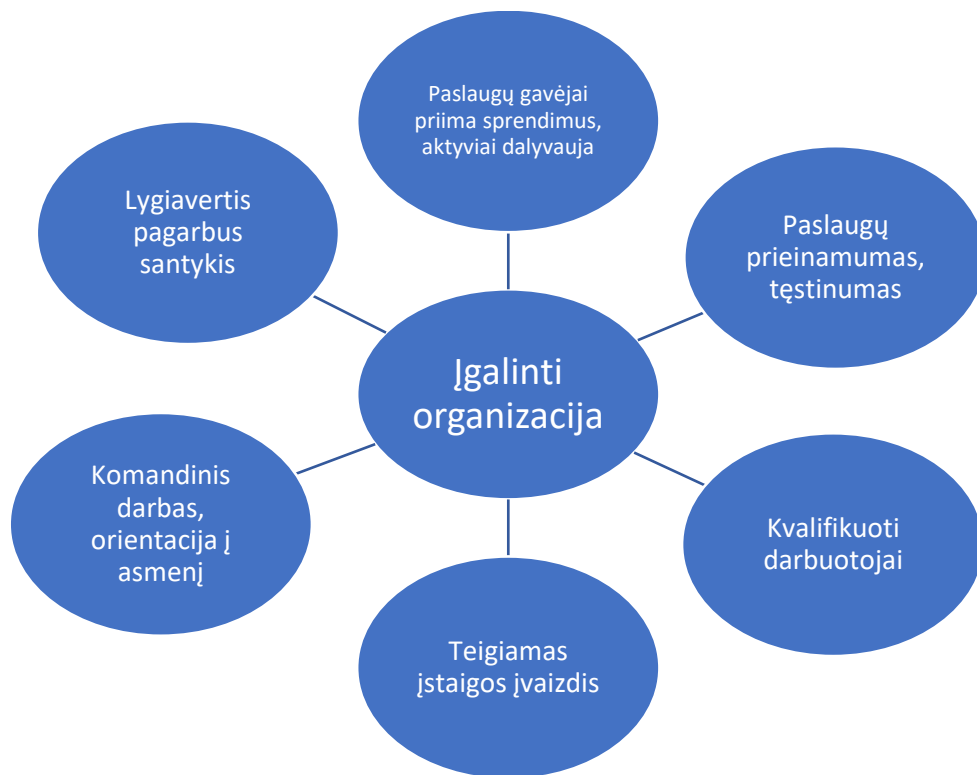 Paslaugų gavėjai
priima sprendimus,
aktyviai dalyvauja
Lygiavertis
pagarbus
santykis
Paslaugų
prieinamumas,
tęstinumas
Įgalinti
organizacija
Komandinis
darbas,
orientacija į
asmenį
Kvalifikuoti
darbuotojai
Teigiamas
įstaigos įvaizdis